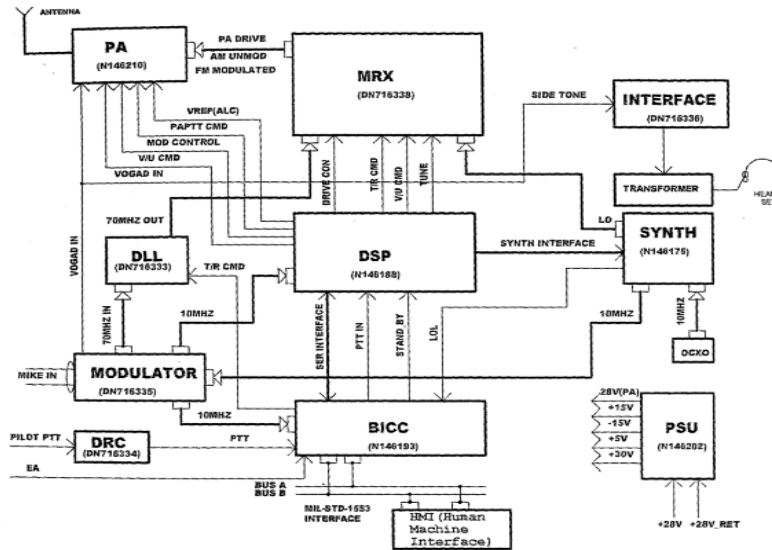 ANTENNA
PA
(N146210)
PA DRIVE
AM UNMOD
FM MODULATED
MRX
(DN716339)
SIDE TONE
INTERFACE
(DN716336)
VREF(ALC)
PAPTT CMD
MOD CONTROL
V/U CMD
VOGAD IN
DRIVE CON
T/R CMD
V/U CMD
TUNE
TRANSFORMER
HEAD
SET
VOGAD IN
70MHZ OUT
DLL
(DN716333)
T/R CMD
DSP
(N146188)
SYNTH INTERFACE
LO
SYNTH
(N146175)
70MHZ IN
10MHZ
SER INTERFACE
PTT IN
STAND_BY
LOL
10MHZ
10MHZ
OCXO
MIKE IN
MODULATOR
(DN716335)
10MHZ
BICC
(N146193)
PILOT PTT
DRC
(DN716334)
PTT
EA
28V(PA)
+15V
-15V
+5V
+30V
PSU
(N146202)
BUS A
BUS B
MIL-STD-1553
INTERFACE
HMI(Human
Machine
Interface)
+28V
+28V_RET